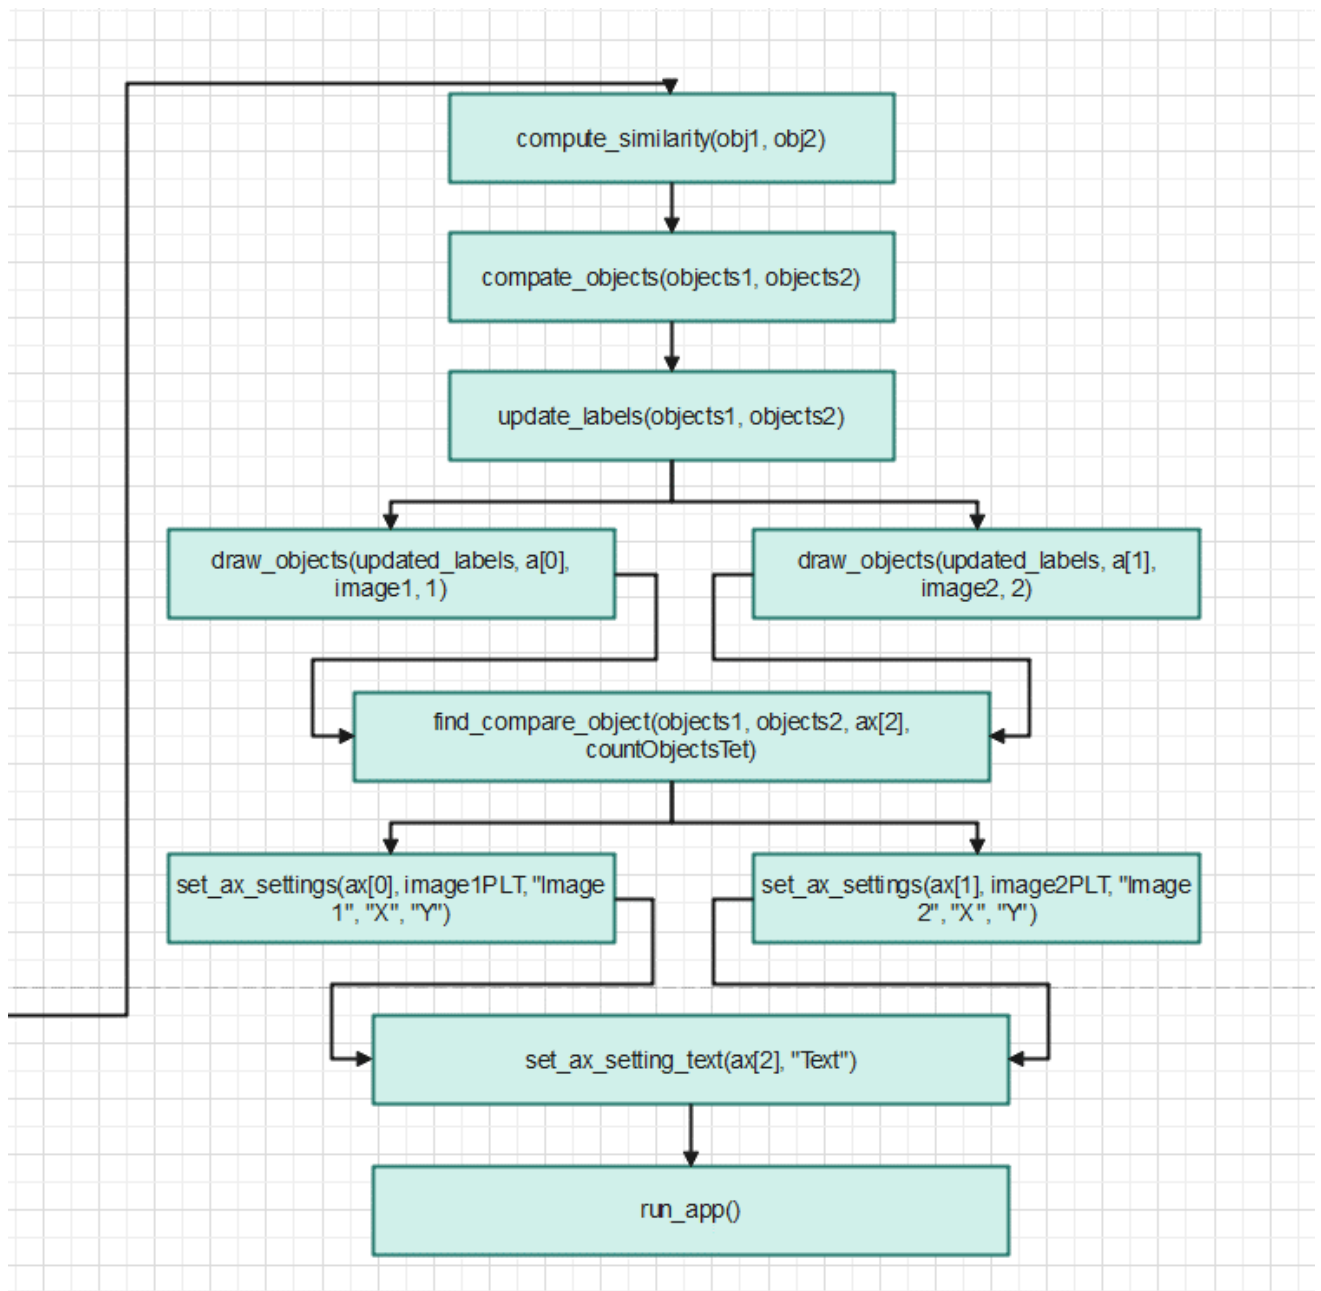 compute_similarity(obj1, obj2)
compate_objects(objects1, objects2)
update_labels(objects1, objects2)
draw_objects(updated_labels, a[0],
image1, 1)
draw_objects(updated_labels, a[1],
image2, 2)
find_compare_object(objects1, objects2, ax[2],
countObjectsTet)
set_ax_settings(ax[0], image1PLT, "Image
1", "X", "Y")
set_ax_settings(ax[1], image2PLT, "Image
2", "X", "Y")
set_ax_setting_text(ax[2], "Text")
run_app()